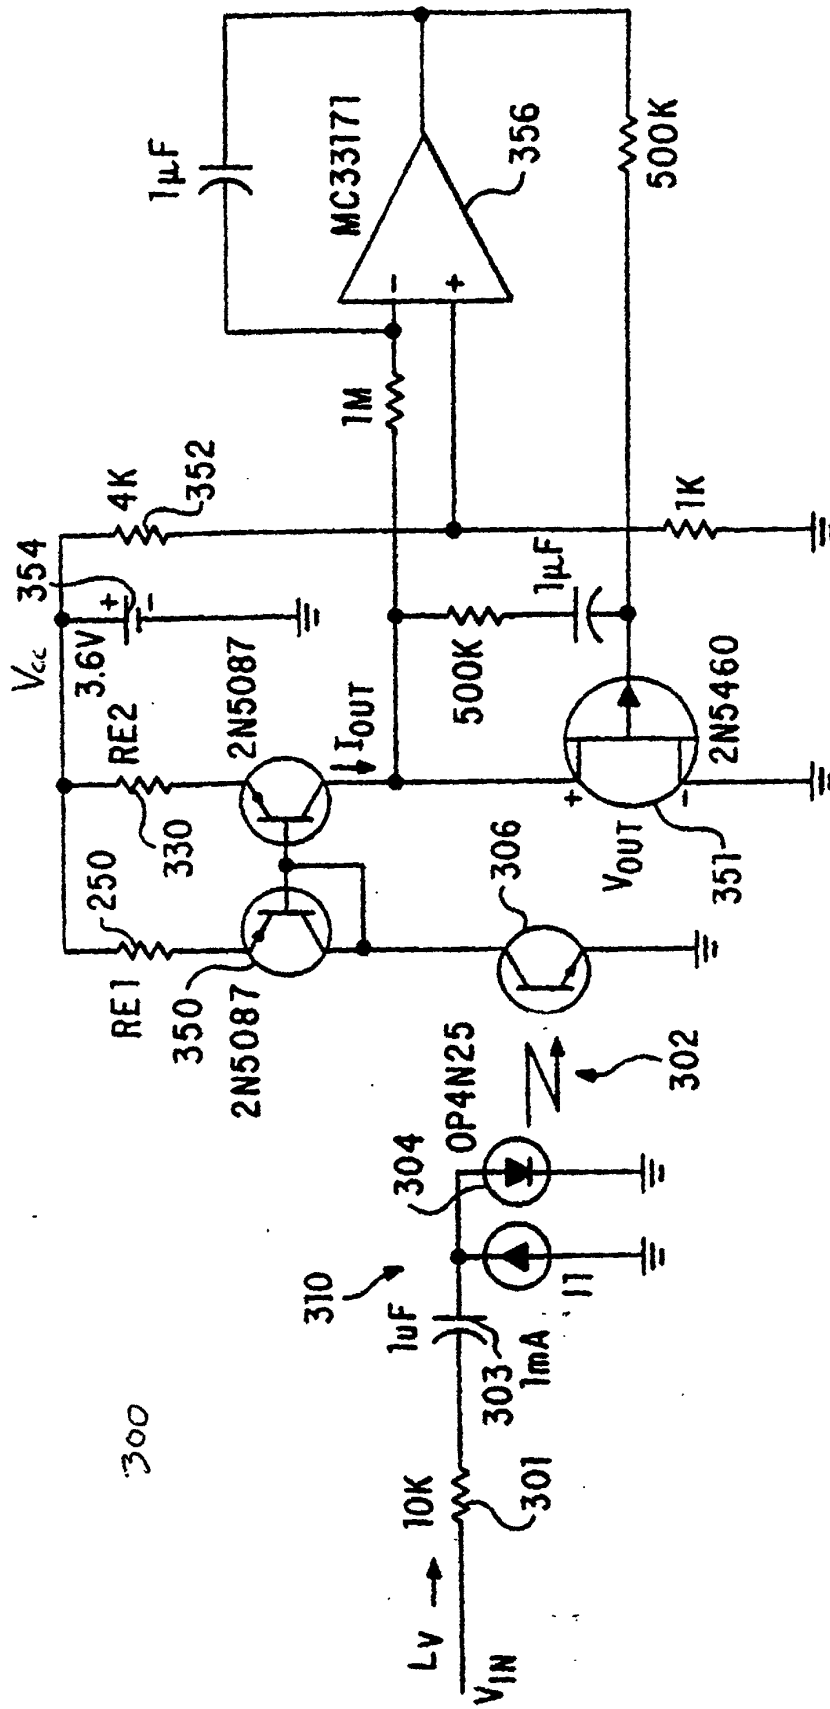 300
Lv
VIN
10K
301
1uF
303
1mA
310
I1
304
OP4N25
302
306
RE1
250
350
2N5087
RE2
330
2N5087
IOUT
Vcc
3.6V
354
+
-
4K
352
1M
1µF
MC33171
-
+
356
500K
1µF
500K
1K
VOUT
+
-
351
2N5460